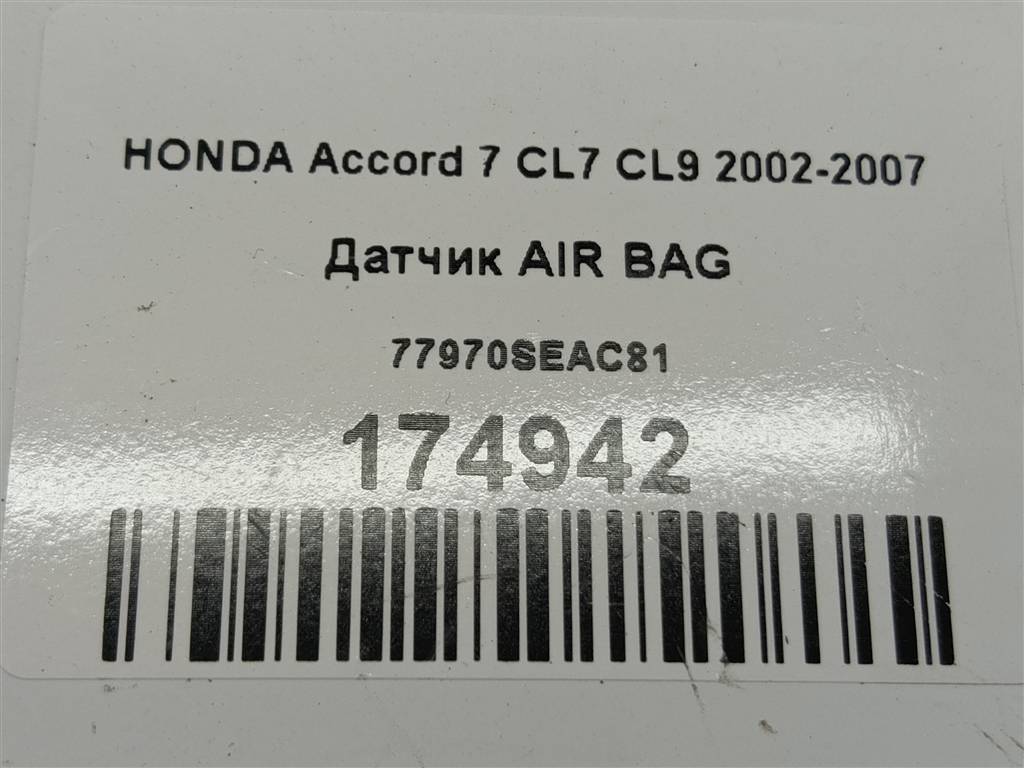 HONDA Accord 7 CL7 CL9 2002-2007
Датчик AIR BAG
77970SEAC81
174942